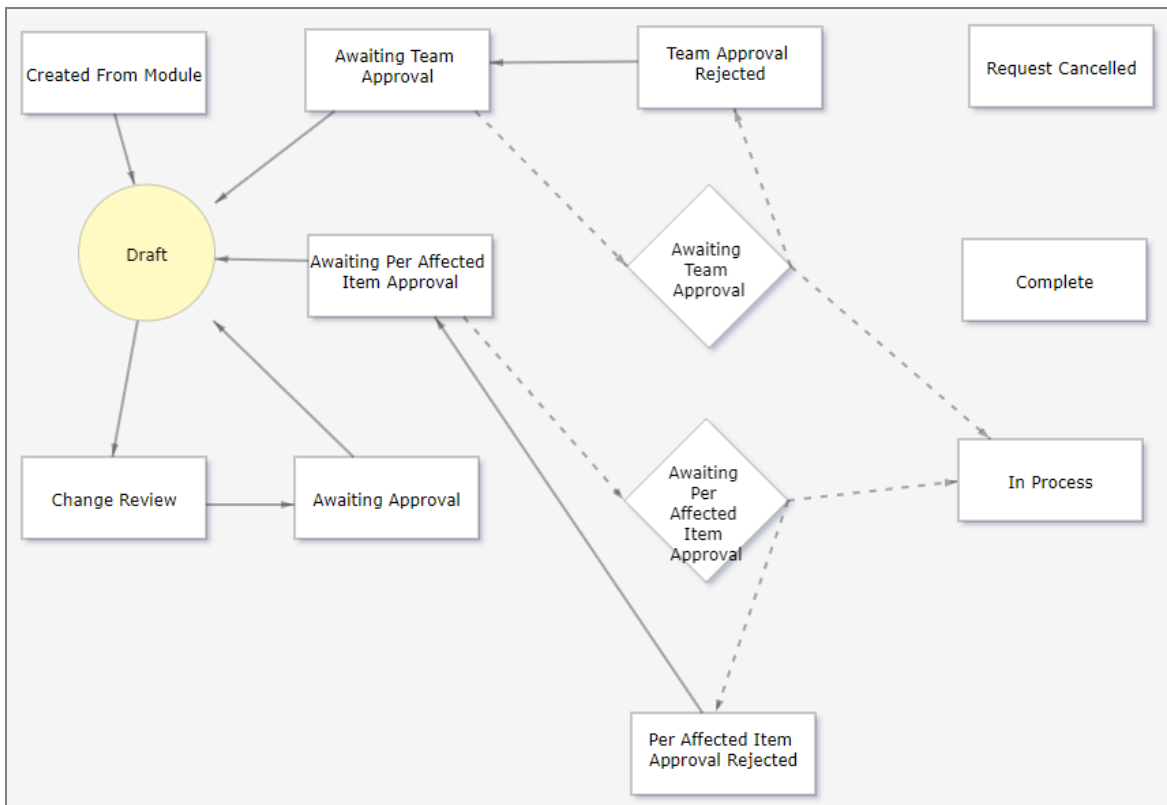 Created From Module
Awaiting Team
Approval
Team Approval
Rejected
Request Cancelled
Draft
Awaiting Per Affected
Item Approval
Awaiting
Team
Approval
Complete
Change Review
Awaiting Approval
Awaiting
Per
Affected
Item
Approval
In Process
Per Affected Item
Approval Rejected